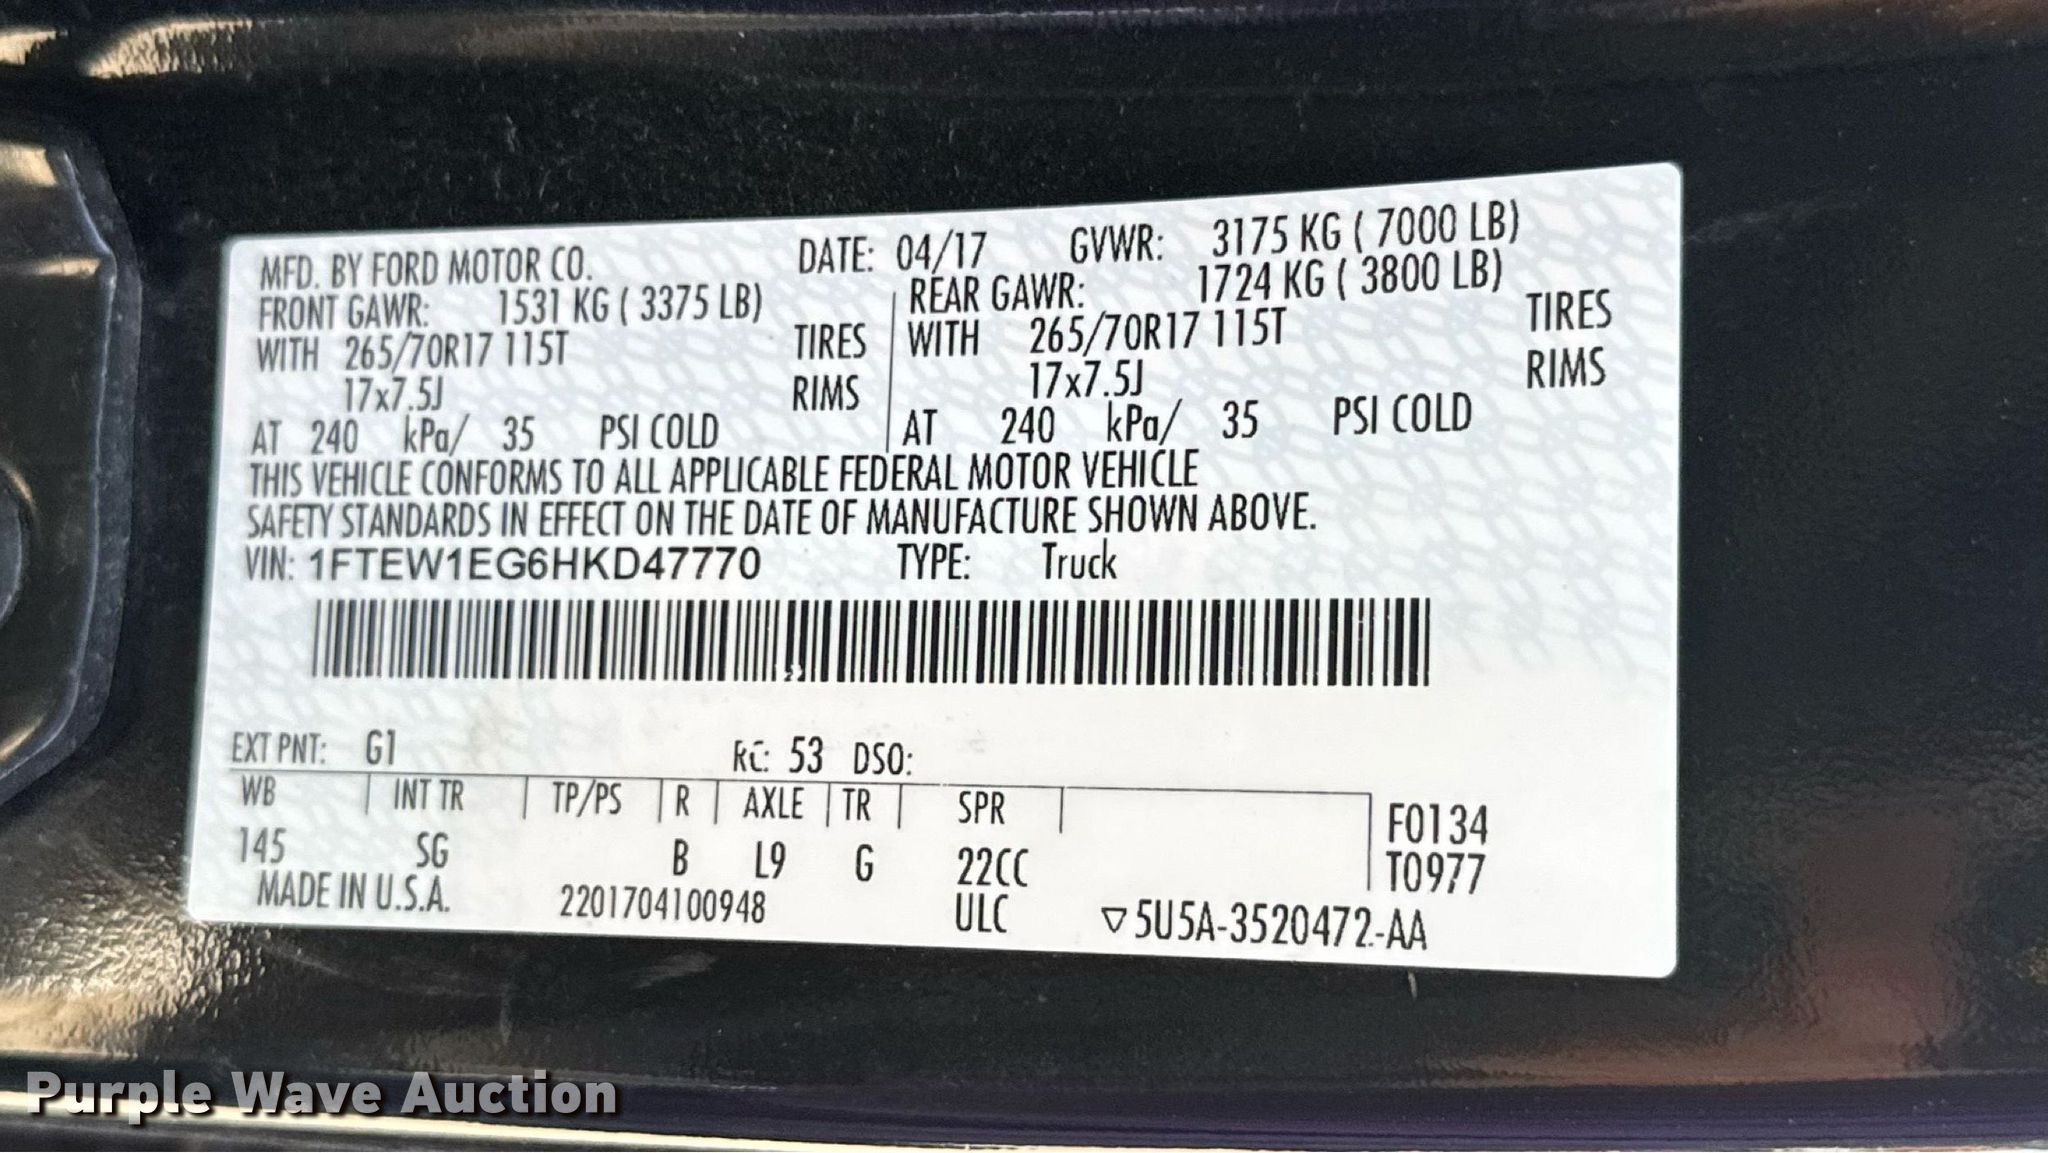 MFD. BY FORD MOTOR CO. DATE: 04/17 GVWR: 3175 KG ( 7000 LB)
FRONT GAWR: 1531 KG ( 3375 LB) REAR GAWR: 1724 KG ( 3800 LB)
WITH 265/70R17 115T TIRES WITH 265/70R17 115T TIRES
17x7.5J RIMS 17x7.5J RIMS
AT 240 kPa/ 35 PSI COLD AT 240 kPa/ 35 PSI COLD
THIS VEHICLE CONFORMS TO ALL APPLICABLE FEDERAL MOTOR VEHICLE
SAFETY STANDARDS IN EFFECT ON THE DATE OF MANUFACTURE SHOWN ABOVE.
VIN: 1FTEW1EG6HKD47770 TYPE: Truck
EXT PNT: G1 RC: 53 DSO:
WB INT TR TP/PS R AXLE TR SPR F0134
145 SG B L9 G 22CC T0977
MADE IN U.S.A. 2201704100948 ULC ▽5U5A-3520472-AA
Purple Wave Auction